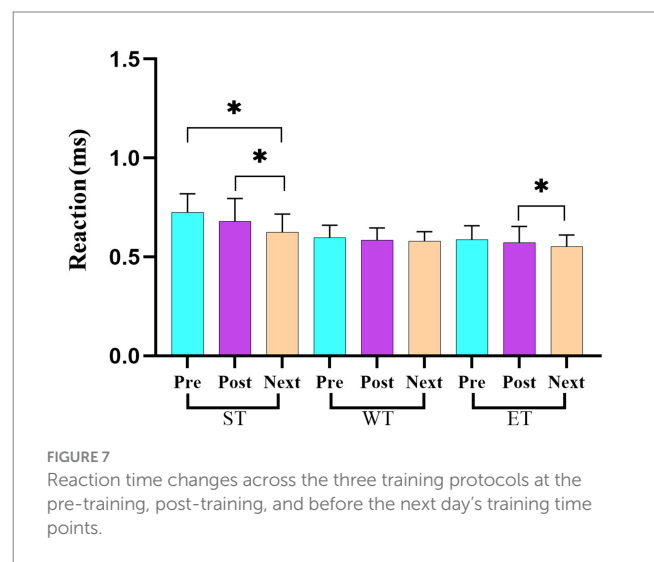 1.5
1.0
0.5
0.0
Reaction (ms)
*
*
*
Pre Post Next Pre Post Next Pre Post Next
ST WT ET
FIGURE 7
Reaction time changes across the three training protocols at the
pre-training, post-training, and before the next day’s training time
points.